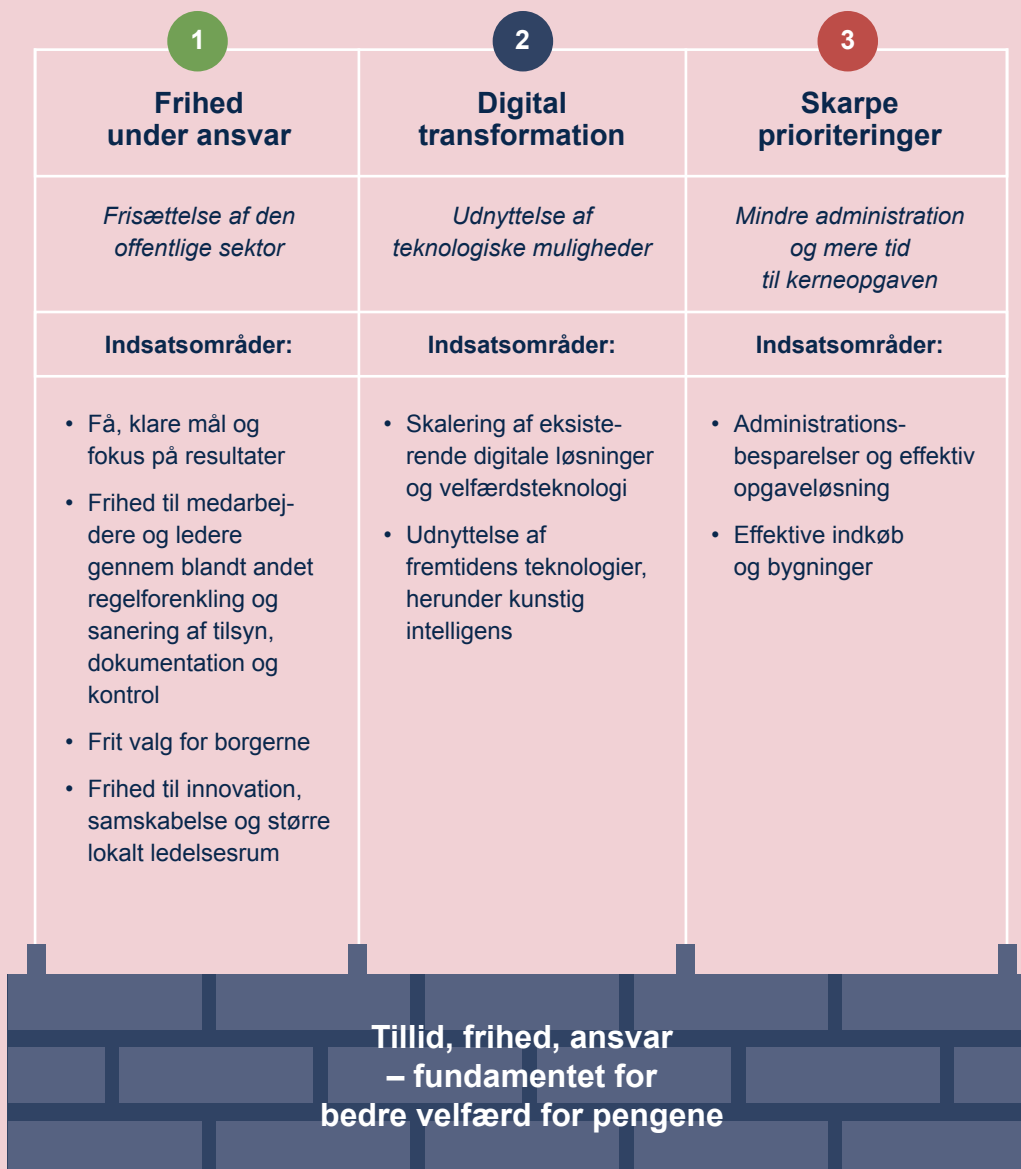 1
Frihed
under ansvar
Frisættelse af den
offentlige sektor
Indsatsområder:
• Få, klare mål og
fokus på resultater
• Frihed til medarbej-
dere og ledere
gennem blandt andet
regelforenkling og
sanering af tilsyn,
dokumentation og
kontrol
• Frit valg for borgerne
• Frihed til innovation,
samskabelse og større
lokalt ledelsesrum
2
Digital
transformation
Udnyttelse af
teknologiske muligheder
Indsatsområder:
• Skalering af eksiste-
rende digitale løsninger
og velfærdsteknologi
• Udnyttelse af
fremtidens teknologier,
herunder kunstig
intelligens
3
Skarpe
prioriteringer
Mindre administration
og mere tid
til kerneopgaven
Indsatsområder:
• Administrations-
besparelser og effektiv
opgaveløsning
• Effektive indkøb
og bygninger
Tillid, frihed, ansvar
– fundamentet for
bedre velfærd for pengene